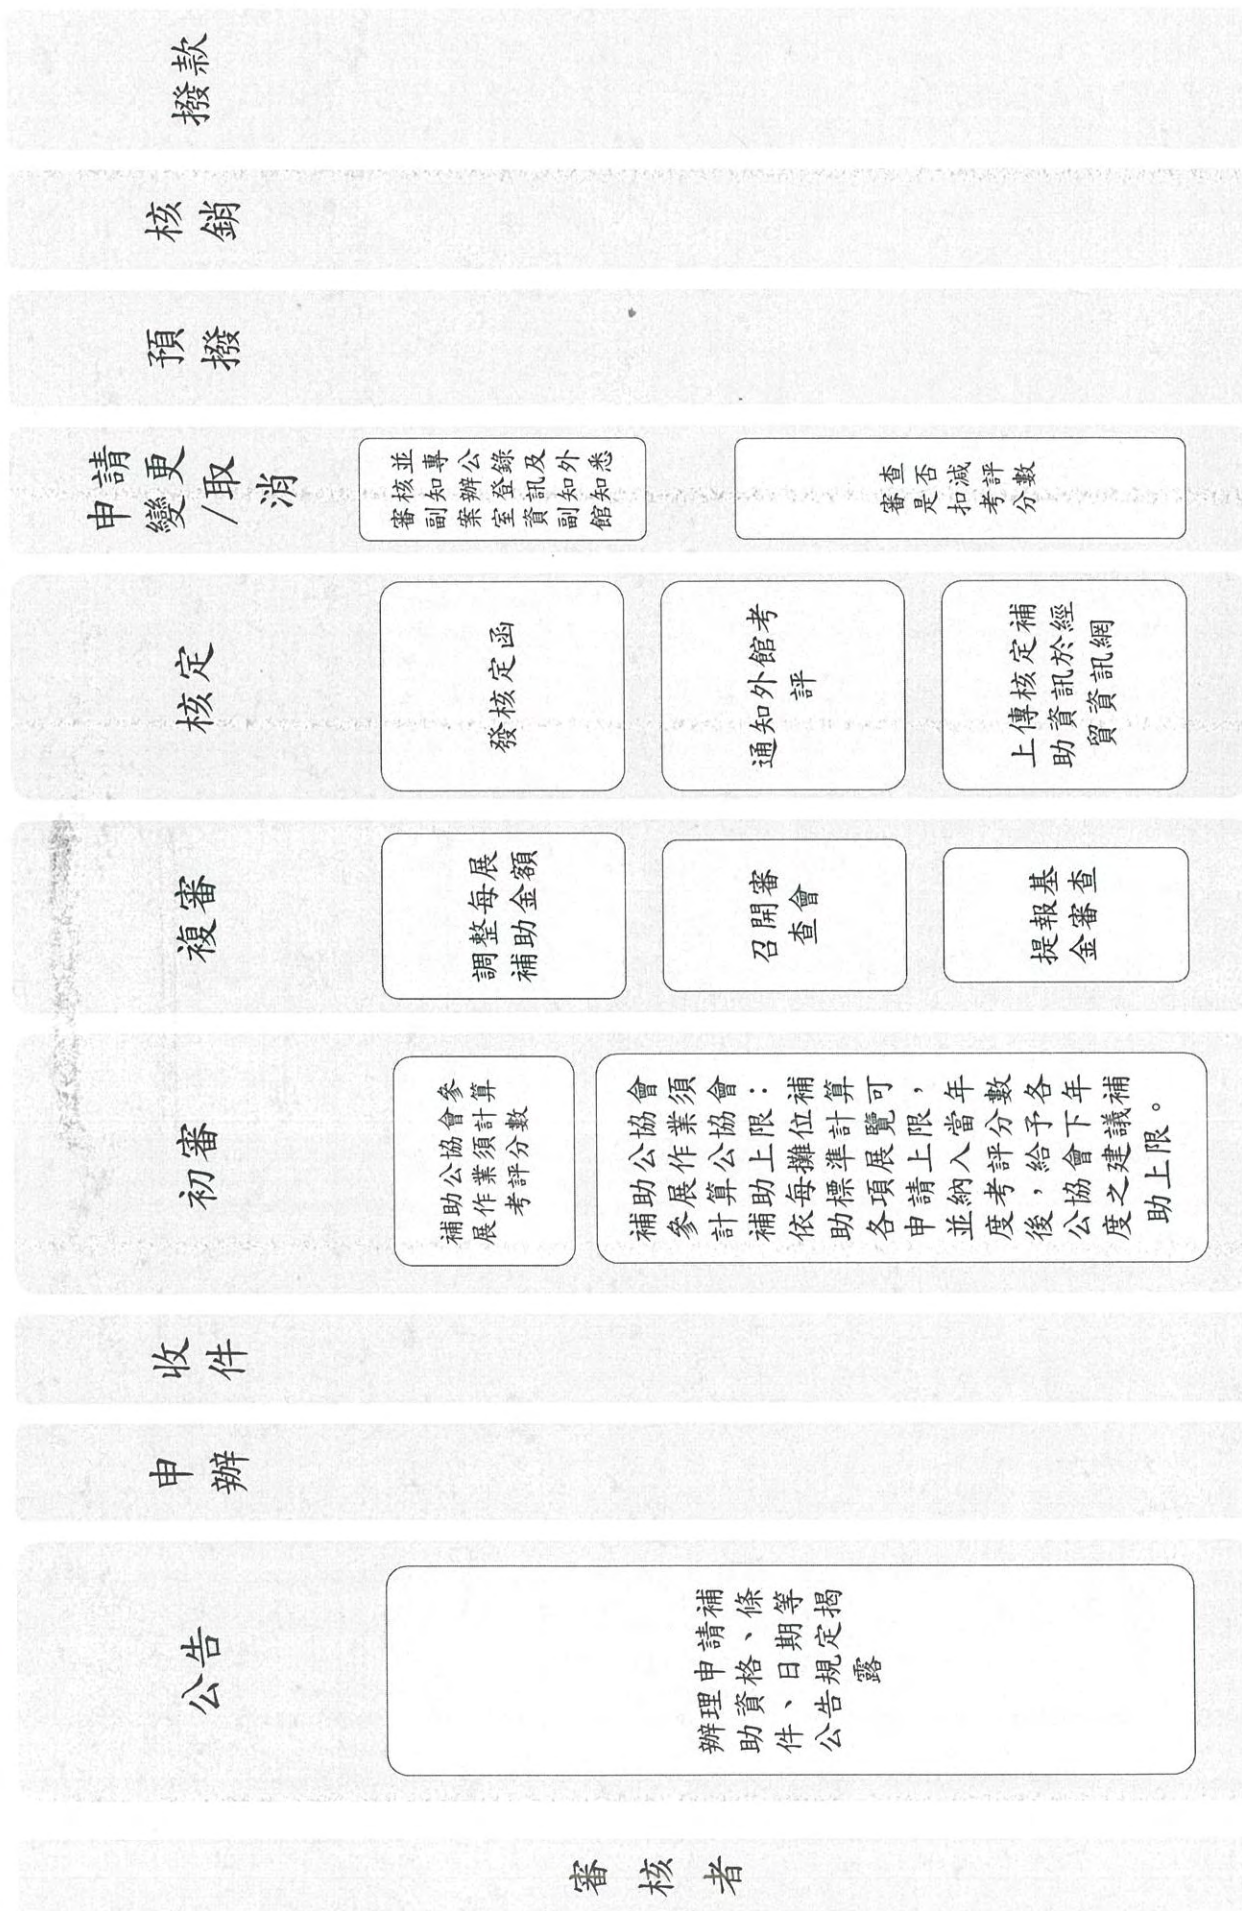 審核者
公告
辦理申請補
助資格、條
件、日期等
公告規定揭
露
申
辦
收
件
初審
補助公協會參
展作業須計算
考評分數
補助公協會
參展作業須
計算公協會
補助上限：
依每攤位補
助標準計算
各項展覽可
申請上限，
並納入當年
度考評分數
後，給予各
公協會下年
度之建議補
助上限。
複審
調整每展
補助金額
召開審
查會
提報基
金審查
核定
發核定函
通知外館考
評
上傳核定補
助資訊於經
貿資訊網
申請
變更
/取
消
審核並
副知專
案辦公
室登錄
資訊及
副知外
館知悉
審查
是否
扣減
考評
分數
預
撥
核
銷
撥款